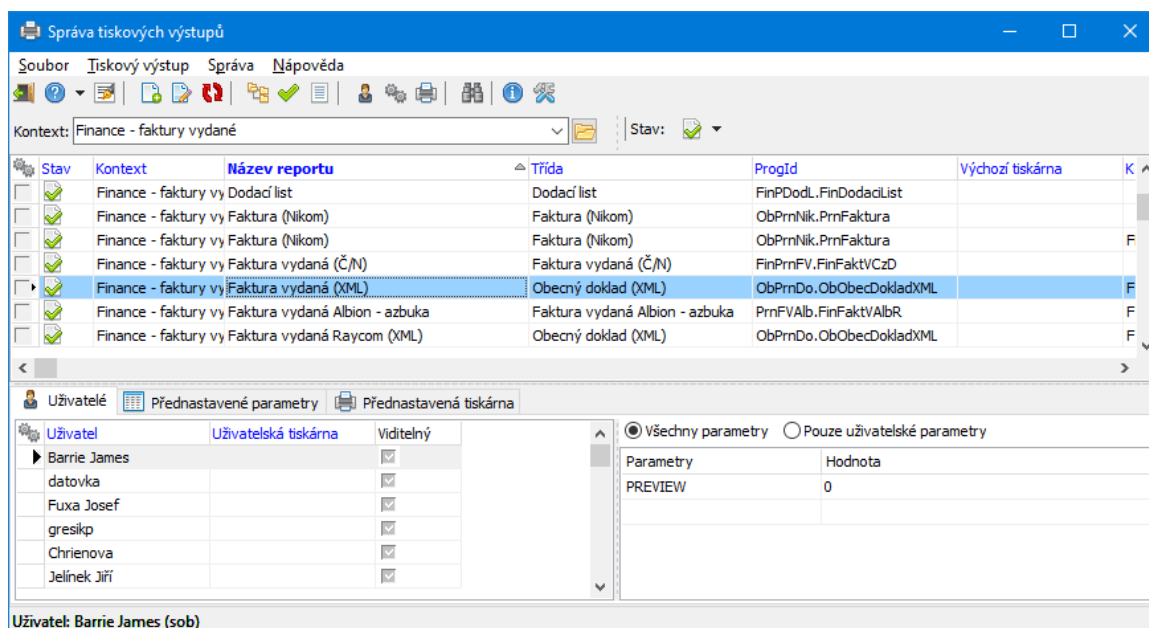 Správa tiskových výstupů
Soubor Tiskový výstup Správa Nápověda
Kontext: Finance - faktury vydané Stav:
Stav Kontext Název reportu Třída ProgId Výchozí tiskárna K
Finance - faktury vy Dodací list Dodací list FinPDodL.FinDodaciList
Finance - faktury vy Faktura (Nikom) Faktura (Nikom) ObPrnNik.PrnFaktura
Finance - faktury vy Faktura (Nikom) Faktura (Nikom) ObPrnNik.PrnFaktura F
Finance - faktury vy Faktura vydaná (Č/N) Faktura vydaná (Č/N) FinPrnFV.FinFaktVCzD
Finance - faktury vy Faktura vydaná (XML) Obecný doklad (XML) ObPrnDo.ObObecDokladXML F
Finance - faktury vy Faktura vydaná Albion - azbuka Faktura vydaná Albion - azbuka PrnFVAlb.FinFaktVAlbR F
Finance - faktury vy Faktura vydaná Raycom (XML) Obecný doklad (XML) ObPrnDo.ObObecDokladXML F
Uživatelé Přednastavené parametry Přednastavená tiskárna
Uživatel Uživatelská tiskárna Viditelný Všechny parametry Pouze uživatelské parametry
Barrie James Parametry Hodnota
datovka PREVIEW 0
Fuxa Josef
gresikp
Chrienova
Jelínek Jiří
Uživatel: Barrie James (sob)